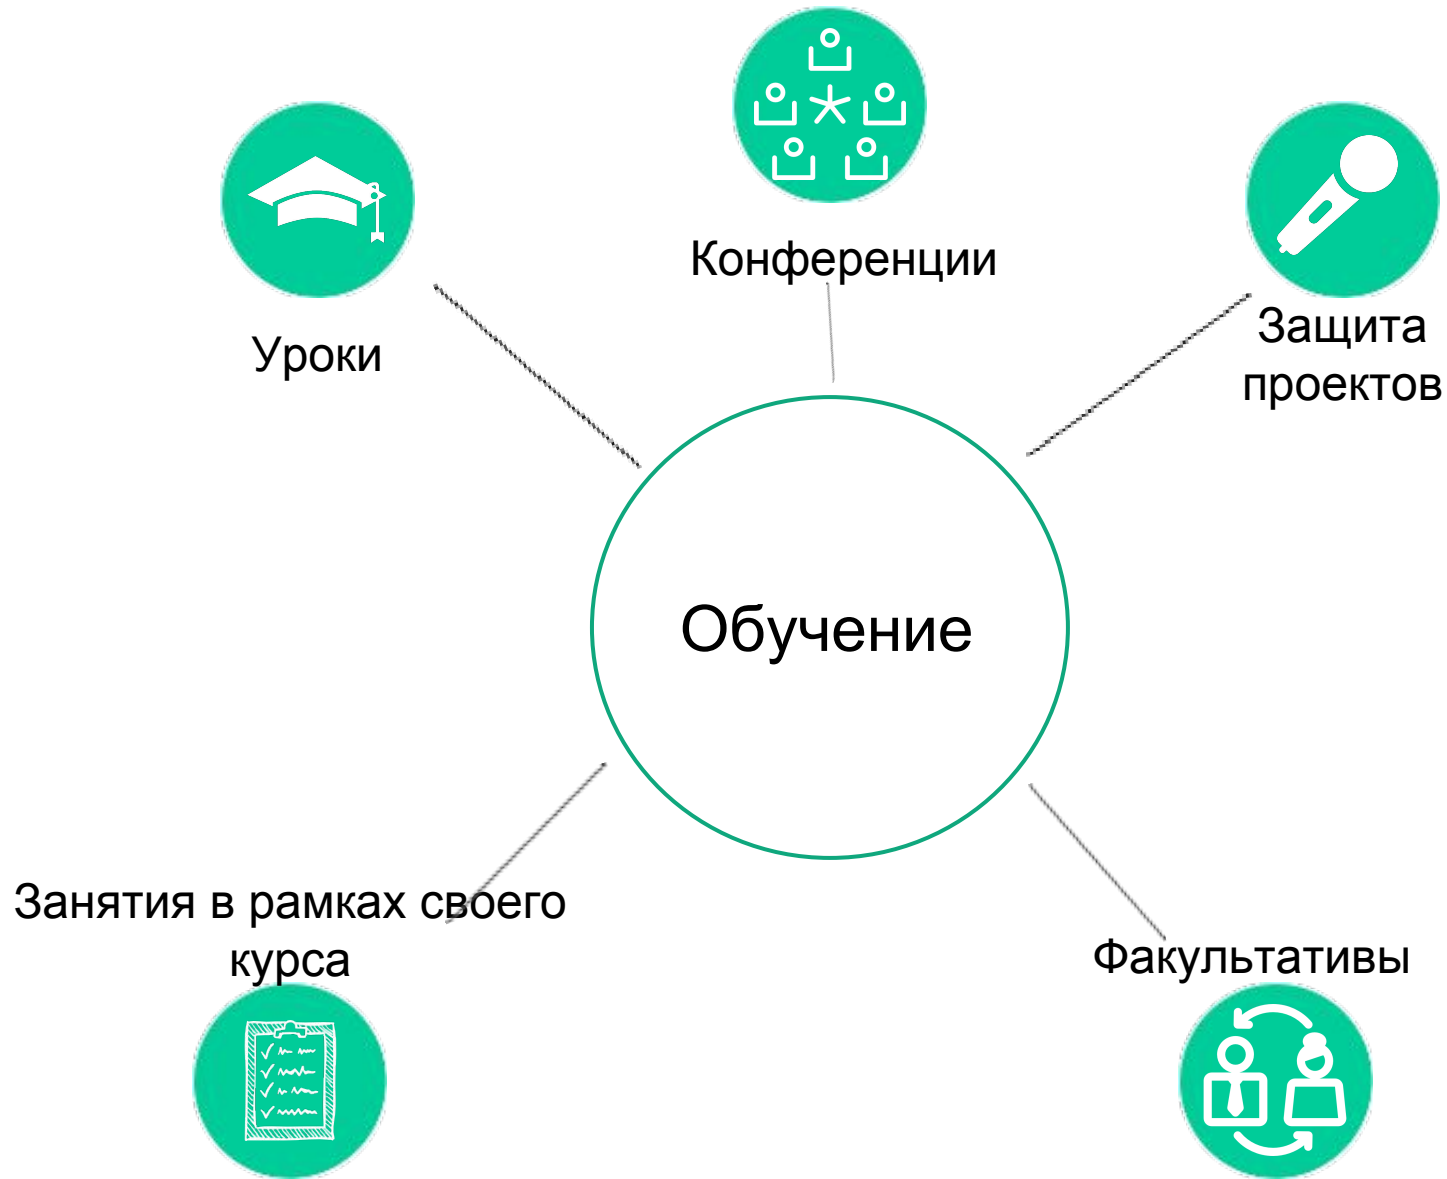 Конференции
Уроки
Защита
проектов
Обучение
Занятия в рамках своего
курса
Факультативы